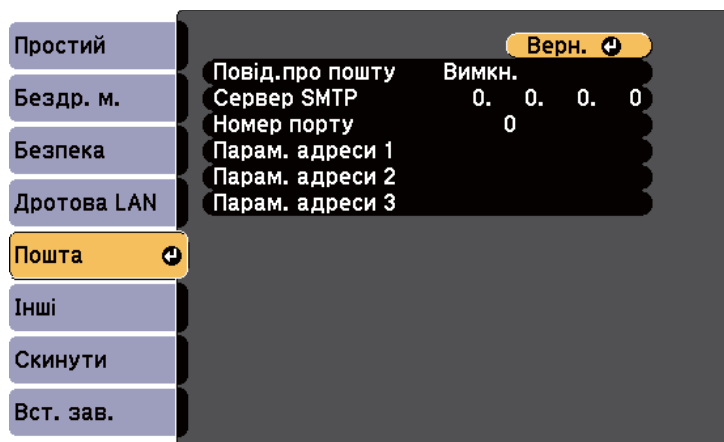 Простий
Бездр. м.
Безпека
Дротова LAN
Пошта
Інші
Скинути
Вст. зав.
Верн.
Повід.про пошту Вимкн.
Сервер SMTP 0. 0. 0. 0
Номер порту 0
Парам. адреси 1
Парам. адреси 2
Парам. адреси 3